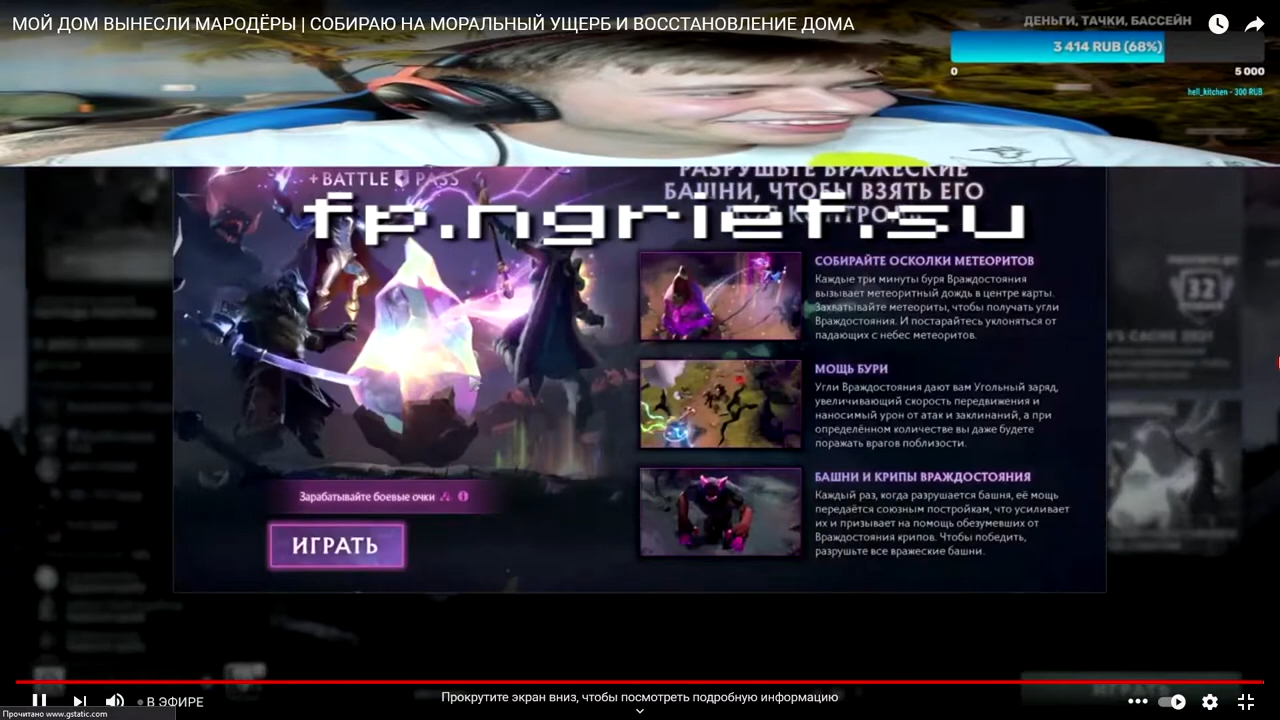 МОЙ ДОМ ВЫНЕСЛИ МАРОДЁРЫ | СОБИРАЮ НА МОРАЛЬНЫЙ УЩЕРБ И ВОССТАНОВЛЕНИЕ ДОМА
ДЕНЬГИ, ТАЧКИ, БАССЕЙН
3 414 RUB (68%)
0
5 000
hell_kitchen - 300 RUB
+BATTLE PASS
РАЗРУШЬТЕ ВРАЖЕСКИЕ
БАШНИ, ЧТОБЫ ВЗЯТЬ ЕГО
ПОД КОНТРОЛЬ
fp.ngrief.su
СОБИРАЙТЕ ОСКОЛКИ МЕТЕОРИТОВ
Каждые три минуты буря Враждостояния
вызывает метеоритный дождь в центре карты.
Захватывайте метеориты, чтобы получать угли
Враждостояния. И постарайтесь уклоняться от
падающих с небес метеоритов.
32
МОЩЬ БУРИ
Угли Враждостояния дают вам Угольный заряд,
увеличивающий скорость передвижения и
наносимый урон от атак и заклинаний, а при
определённом количестве вы даже будете
поражать врагов поблизости.
БАШНИ И КРИПЫ ВРАЖДОСТОЯНИЯ
Каждый раз, когда разрушается башня, её мощь
передаётся союзным постройкам, что усиливает
их и призывает на помощь обезумевших от
Враждостояния крипов. Чтобы победить,
разрушьте все вражеские башни.
Зарабатывайте боевые очки
ИГРАТЬ
ИГРАТЬ
В ЭФИРЕ
Прокрутите экран вниз, чтобы посмотреть подробную информацию
Прочитано www.gstatic.com